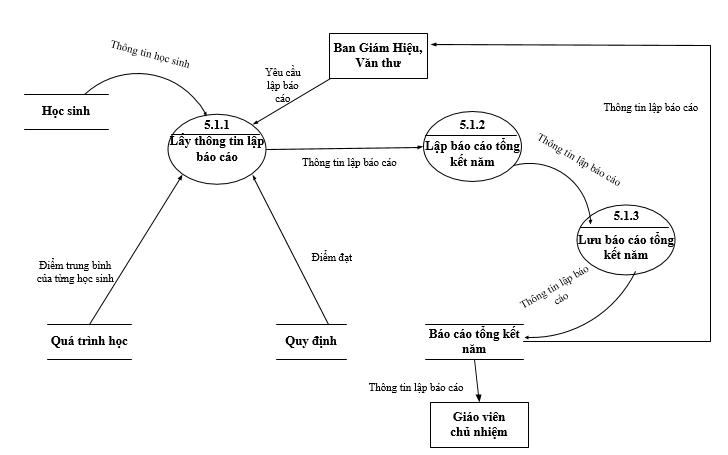 Thông tin học sinh
Ban Giám Hiệu,
Văn thư
Yêu cầu
lập báo
cáo
Thông tin lập báo cáo
Học sinh
5.1.1
Lấy thông tin lập
báo cáo
5.1.2
Lập báo cáo tổng
kết năm
Thông tin lập báo cáo
Thông tin lập báo cáo
5.1.3
Lưu báo cáo tổng
kết năm
Điểm trung bình
của từng học sinh
Điểm đạt
Thông tin lập báo
cáo
Quá trình học
Quy định
Báo cáo tổng kết
năm
Thông tin lập báo cáo
Giáo viên
chủ nhiệm